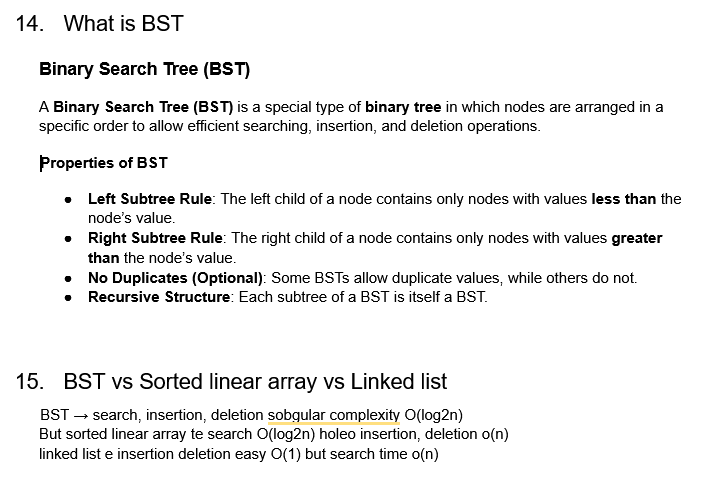 14. What is BST
Binary Search Tree (BST)
A Binary Search Tree (BST) is a special type of binary tree in which nodes are arranged in a
specific order to allow efficient searching, insertion, and deletion operations.
Properties of BST
● Left Subtree Rule: The left child of a node contains only nodes with values less than the
node's value.
● Right Subtree Rule: The right child of a node contains only nodes with values greater
than the node's value.
● No Duplicates (Optional): Some BSTs allow duplicate values, while others do not.
● Recursive Structure: Each subtree of a BST is itself a BST.
15. BST vs Sorted linear array vs Linked list
BST → search, insertion, deletion sobgular complexity O(log2n)
But sorted linear array te search O(log2n) holeo insertion, deletion o(n)
linked list e insertion deletion easy O(1) but search time o(n)